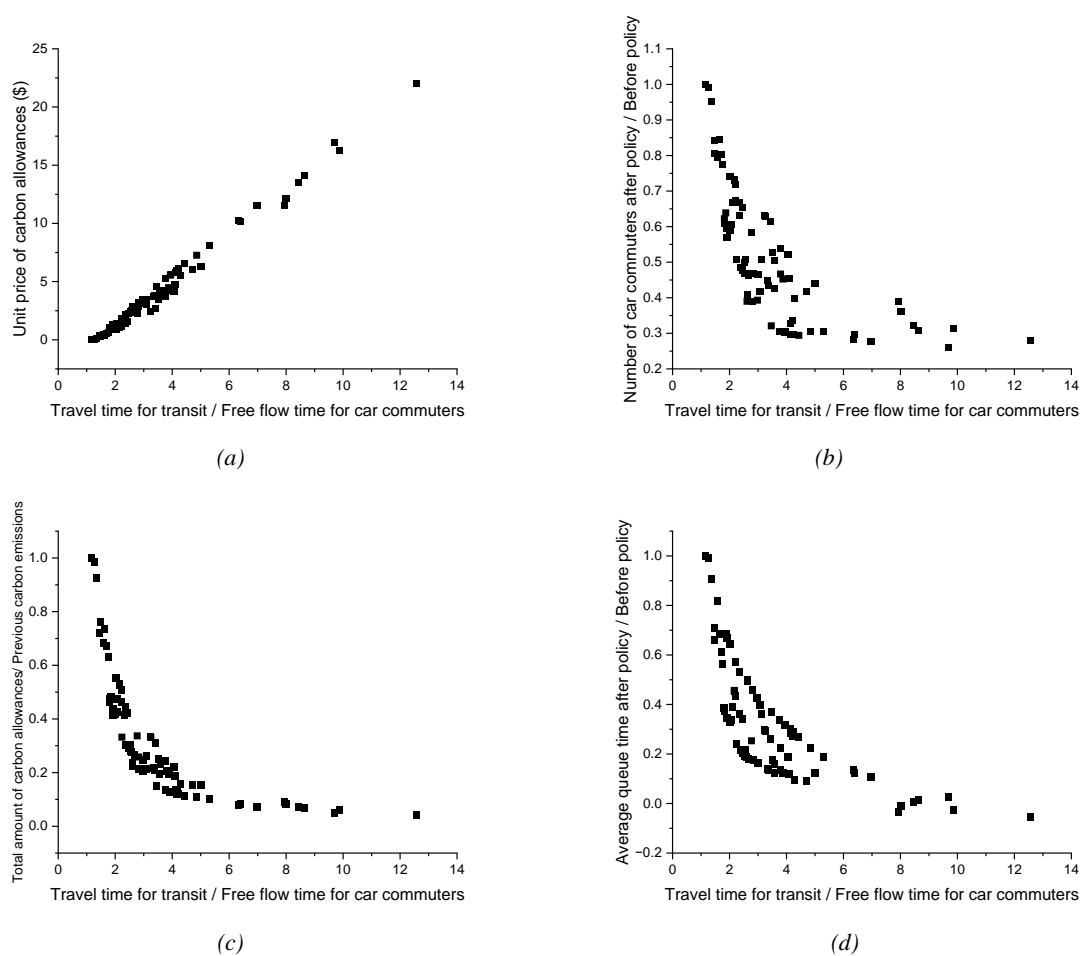 Unit price of carbon allowances ($)
25
20
15
10
5
0
0 2 4 6 8 10 12 14
Travel time for transit / Free flow time for car commuters
(a)
Number of car commuters after policy / Before policy
1.1
1.0
0.9
0.8
0.7
0.6
0.5
0.4
0.3
0.2
0 2 4 6 8 10 12 14
Travel time for transit / Free flow time for car commuters
(b)
Total amount of carbon allowances/ Previous carbon emissions
1.0
0.8
0.6
0.4
0.2
0.0
0 2 4 6 8 10 12 14
Travel time for transit / Free flow time for car commuters
(c)
Average queue time after policy / Before policy
1.0
0.8
0.6
0.4
0.2
0.0
−0.2
0 2 4 6 8 10 12 14
Travel time for transit / Free flow time for car commuters
(d)